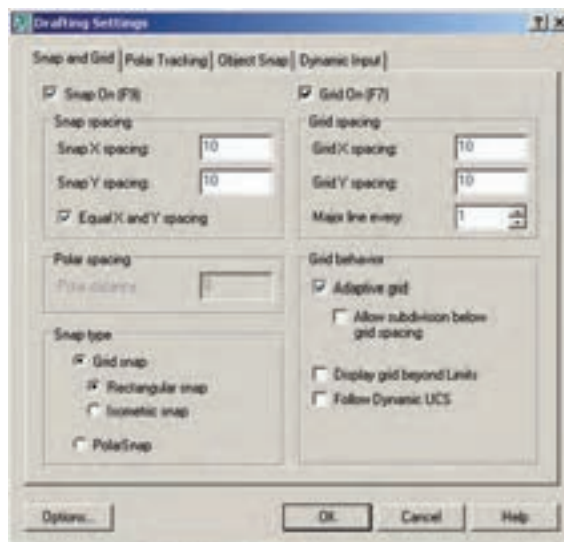 Drafting Settings
Snap and Grid
Polar Tracking
Object Snap
Dynamic Input
Snap On (F9)
Snap spacing
Snap X spacing: 10
Snap Y spacing: 10
Equal X and Y spacing
Polar spacing
Polar distance: 0
Snap type
Grid snap
Rectangular snap
Isometric snap
PolarSnap
Grid On (F7)
Grid spacing
Grid X spacing: 10
Grid Y spacing: 10
Major line every: 1
Grid behavior
Adaptive grid
Allow subdivision below
grid spacing
Display grid beyond Limits
Follow Dynamic UCS
Options...
OK
Cancel
Help